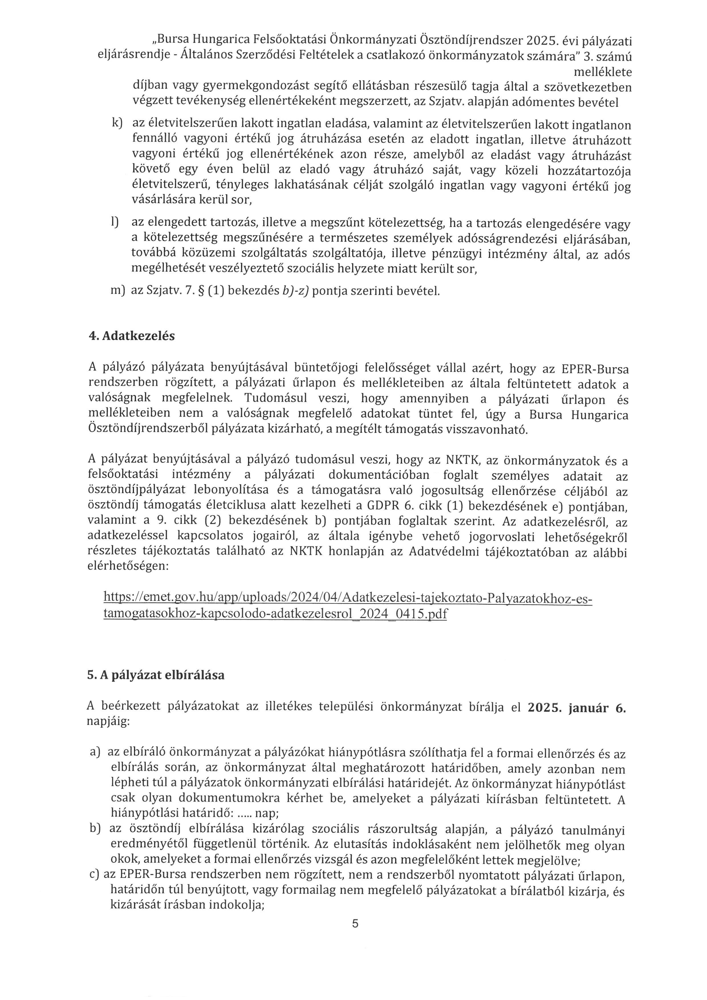 „Bursa Hungarica Felsőoktatási Önkormányzati Ösztöndíjrendszer 2025. évi pályázati
eljárásrendje - Általános Szerződési Feltételek a csatlakozó önkormányzatok számára” 3. számú
melléklete
díjban vagy gyermekgondozást segítő ellátásban részesülő tagja által a szövetkezetben
végzett tevékenység ellenértékeként megszerzett, az Szjatv. alapján adómentes bevétel
k) az életvitelszerűen lakott ingatlan eladása, valamint az életvitelszerűen lakott ingatlanon
fennálló vagyoni értékű jog átruházása esetén az eladott ingatlan, illetve átruházott
vagyoni értékű jog ellenértékének azon része, amelyből az eladást vagy átruházást
követő egy éven belül az eladó vagy átruházó saját, vagy közeli hozzátartozója
életvitelszerű, tényleges lakhatásának célját szolgáló ingatlan vagy vagyoni értékű jog
vásárlására kerül sor,
l) az elengedett tartozás, illetve a megszűnt kötelezettség, ha a tartozás elengedésére vagy
a kötelezettség megszűnésére a természetes személyek adósságrendezési eljárásában,
továbbá közüzemi szolgáltatás szolgáltatója, illetve pénzügyi intézmény által, az adós
megélhetését veszélyeztető szociális helyzete miatt került sor,
m) az Szjatv. 7. § (1) bekezdés b)-z) pontja szerinti bevétel.
4. Adatkezelés
A pályázó pályázata benyújtásával büntetőjogi felelősséget vállal azért, hogy az EPER-Bursa
rendszerben rögzített, a pályázati űrlapon és mellékleteiben az általa feltüntetett adatok a
valóságnak megfelelnek. Tudomásul veszi, hogy amennyiben a pályázati űrlapon és
mellékleteiben nem a valóságnak megfelelő adatokat tüntet fel, úgy a Bursa Hungarica
Ösztöndíjrendszerből pályázata kizárható, a megítélt támogatás visszavonható.
A pályázat benyújtásával a pályázó tudomásul veszi, hogy az NKTK, az önkormányzatok és a
felsőoktatási intézmény a pályázati dokumentációban foglalt személyes adatait az
ösztöndíjpályázat lebonyolítása és a támogatásra való jogosultság ellenőrzése céljából az
ösztöndíj támogatás életciklusa alatt kezelheti a GDPR 6. cikk (1) bekezdésének e) pontjában,
valamint a 9. cikk (2) bekezdésének b) pontjában foglaltak szerint. Az adatkezelésről, az
adatkezeléssel kapcsolatos jogairól, az általa igénybe vehető jogorvoslati lehetőségekről
részletes tájékoztatás található az NKTK honlapján az Adatvédelmi tájékoztatóban az alábbi
elérhetőségen:
https://emet.gov.hu/app/uploads/2024/04/Adatkezelesi-tajekoztato-Palyazatokhoz-es-
tamogatasokhoz-kapcsolodo-adatkezelesrol_2024_0415.pdf
5. A pályázat elbírálása
A beérkezett pályázatokat az illetékes települési önkormányzat bírálja el 2025. január 6.
napjáig:
a) az elbíráló önkormányzat a pályázókat hiánypótlásra szólíthatja fel a formai ellenőrzés és az
elbírálás során, az önkormányzat által meghatározott határidőben, amely azonban nem
lépheti túl a pályázatok önkormányzati elbírálási határidejét. Az önkormányzat hiánypótlást
csak olyan dokumentumokra kérhet be, amelyeket a pályázati kiírásban feltüntetett. A
hiánypótlási határidő: ..... nap;
b) az ösztöndíj elbírálása kizárólag szociális rászorultság alapján, a pályázó tanulmányi
eredményétől függetlenül történik. Az elutasítás indoklásaként nem jelölhetők meg olyan
okok, amelyeket a formai ellenőrzés vizsgál és azon megfelelőként lettek megjelölve;
c) az EPER-Bursa rendszerben nem rögzített, nem a rendszerből nyomtatott pályázati űrlapon,
határidőn túl benyújtott, vagy formailag nem megfelelő pályázatokat a bírálatból kizárja, és
kizárását írásban indokolja;
5